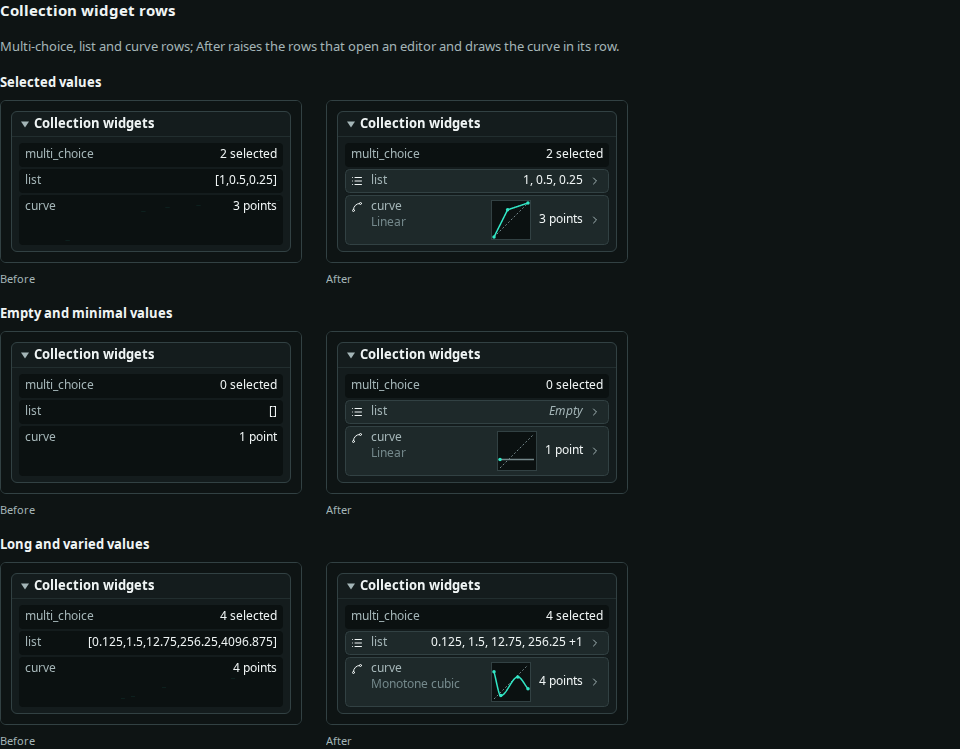 Collection widget rows
Multi-choice, list and curve rows; After raises the rows that open an editor and draws the curve in its row.
Selected values
Collection widgets
multi_choice 2 selected
list [1,0.5,0.25]
curve 3 points
Before
Collection widgets
multi_choice 2 selected
list 1, 0.5, 0.25
curve
Linear
3 points
After
Empty and minimal values
Collection widgets
multi_choice 0 selected
list []
curve 1 point
Before
Collection widgets
multi_choice 0 selected
list Empty
curve
Linear
1 point
After
Long and varied values
Collection widgets
multi_choice 4 selected
list [0.125,1.5,12.75,256.25,4096.875]
curve 4 points
Before
Collection widgets
multi_choice 4 selected
list 0.125, 1.5, 12.75, 256.25 +1
curve
Monotone cubic
4 points
After